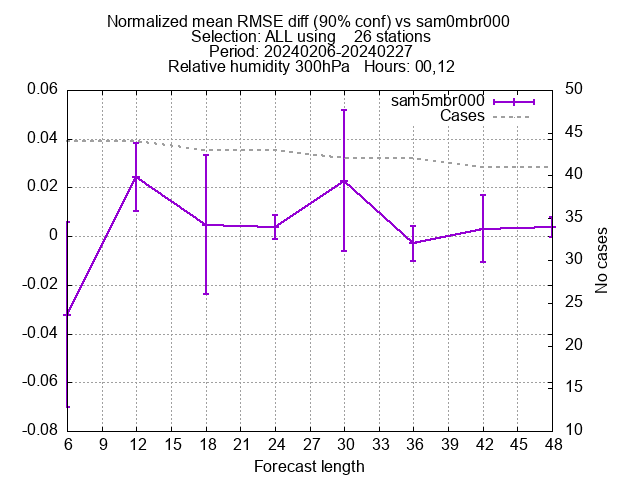 Normalized mean RMSE diff (90% conf) vs sam0mbr000
Selection: ALL using    26 stations
Period: 20240206-20240227
Relative humidity 300hPa   Hours: 00,12
sam5mbr000
Cases
0.06
0.04
0.02
0
-0.02
-0.04
-0.06
-0.08
50
45
40
35
30
25
20
15
10
No cases
6 9 12 15 18 21 24 27 30 33 36 39 42 45 48
Forecast length